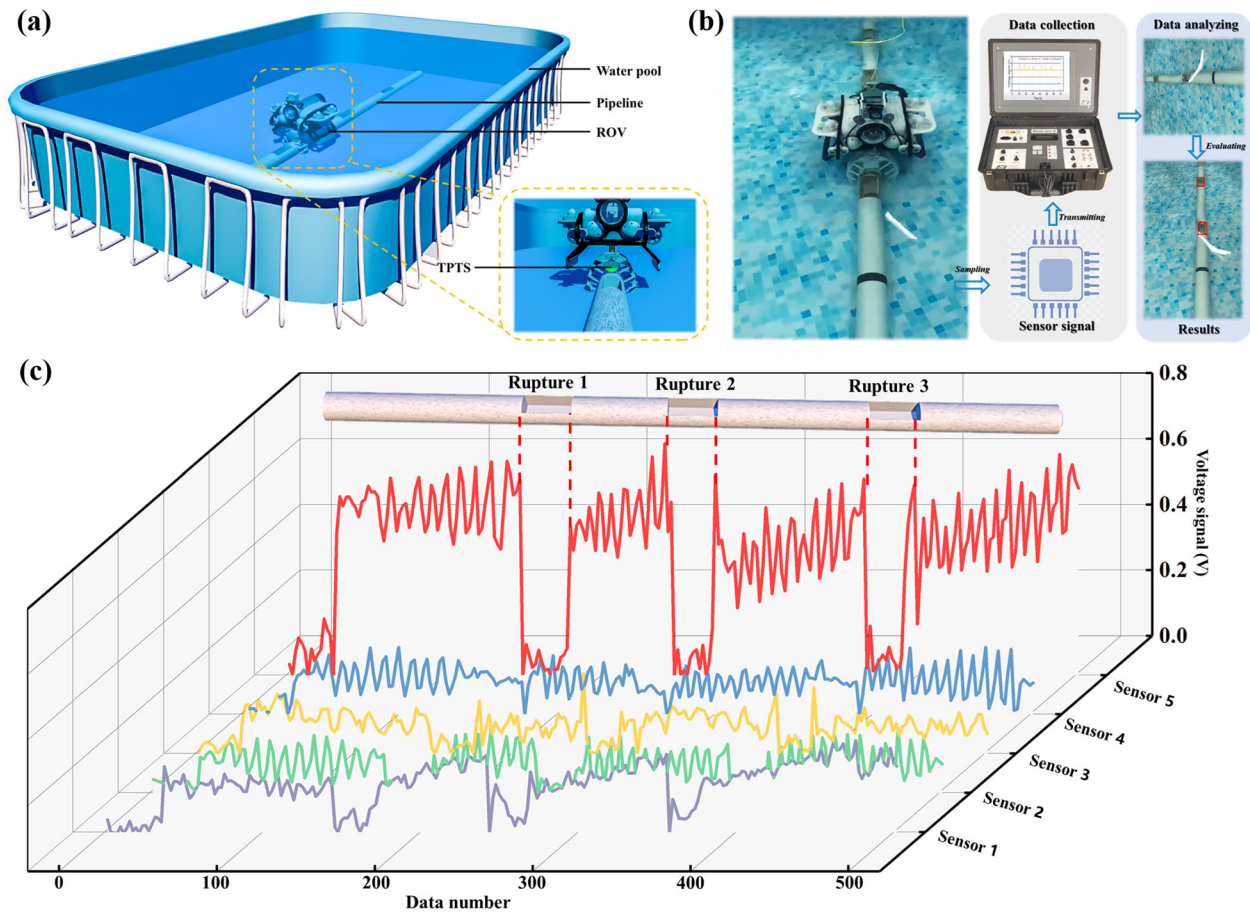 (a)
Water pool
Pipeline
ROV
TPTS
(b)
Data collection
Data analyzing
Evaluating
Transmitting
Sampling
Sensor signal
Results
(c)
Rupture 1
Rupture 2
Rupture 3
0.8
0.6
0.4
0.2
0.0
Voltage signal (V)
Sensor 5
Sensor 4
Sensor 3
Sensor 2
Sensor 1
0
100
200
300
400
500
Data number